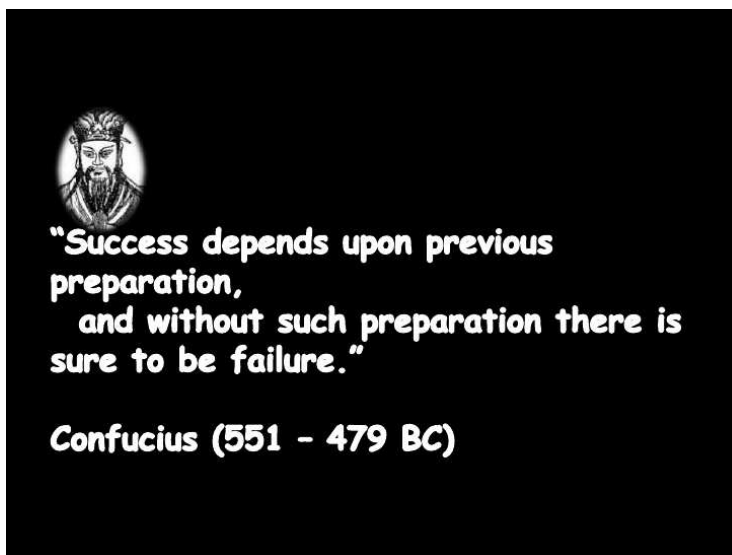 “Success depends upon previous
preparation,
and without such preparation there is
sure to be failure.”
Confucius (551 – 479 BC)